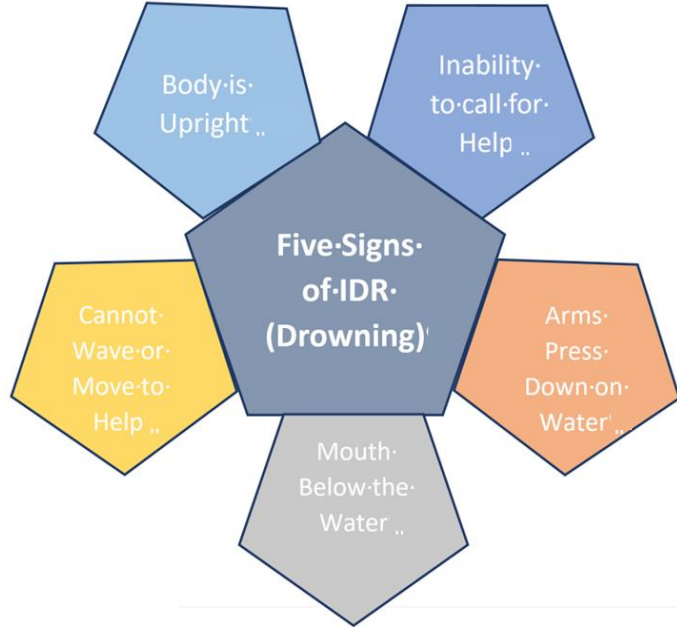 Body·is·
Upright
Inability·
to·call·for·
Help
Five·Signs·
of·IDR·
(Drowning)
Cannot·
Wave·or·
Move·to·
Help
Arms·
Press·
Down·on·
Water
Mouth·
Below·the·
Water